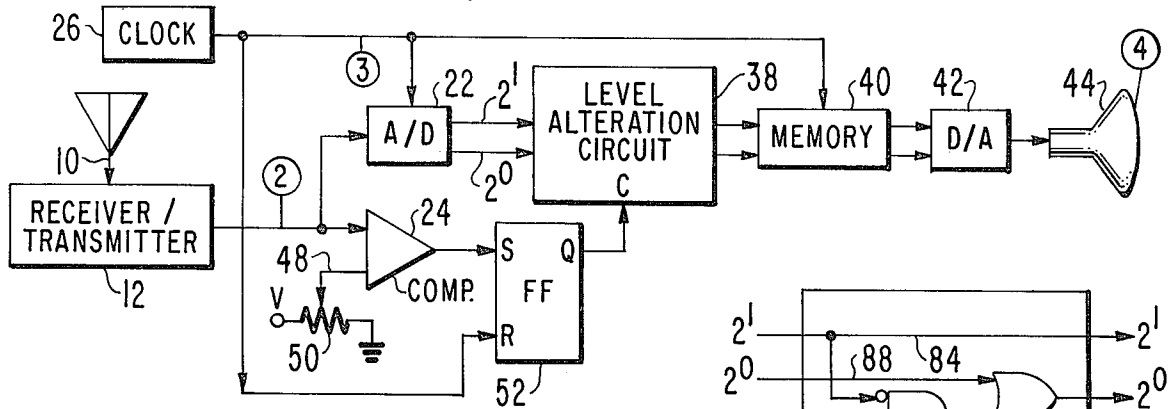 26
CLOCK
3
22
2¹
2⁰
A/D
LEVEL
ALTERATION
CIRCUIT
C
38
40
MEMORY
42
D/A
44
4
10
RECEIVER /
TRANSMITTER
12
2
24
48
COMP.
V
50
S
Q
FF
R
52
2¹
84
2¹
2⁰
88
2⁰